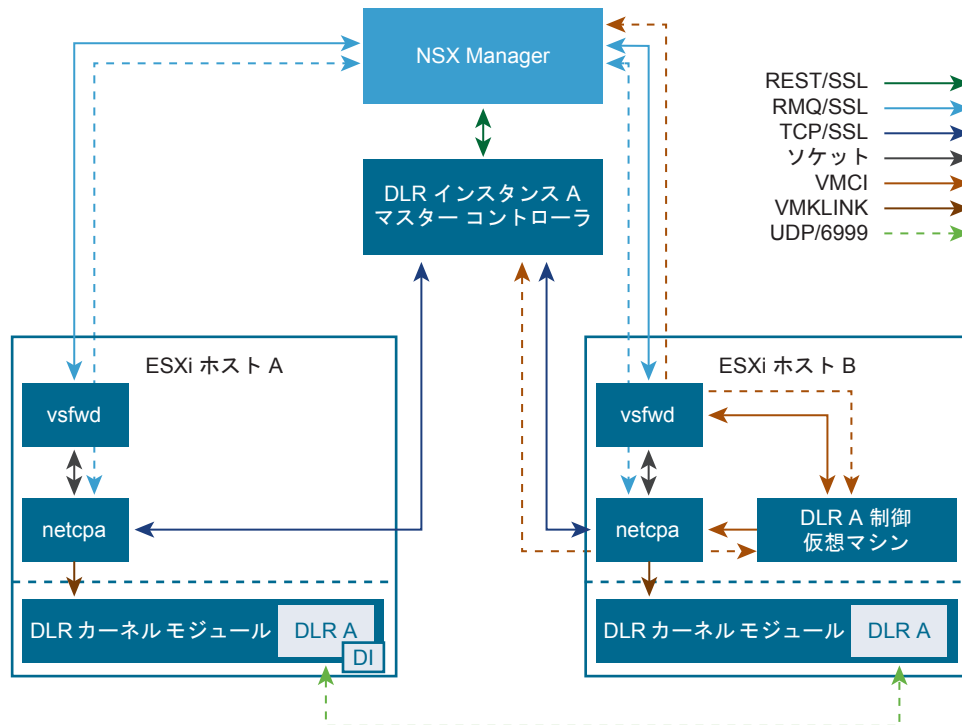 NSX Manager
REST/SSL
RMQ/SSL
TCP/SSL
ソケット
VMCI
VMKLINK
UDP/6999
DLR インスタンス A
マスター コントローラ
ESXi ホスト A
vsfwd
netcpa
DLR カーネル モジュール
DLR A
DI
ESXi ホスト B
vsfwd
netcpa
DLR A 制御
仮想マシン
DLR カーネル モジュール
DLR A